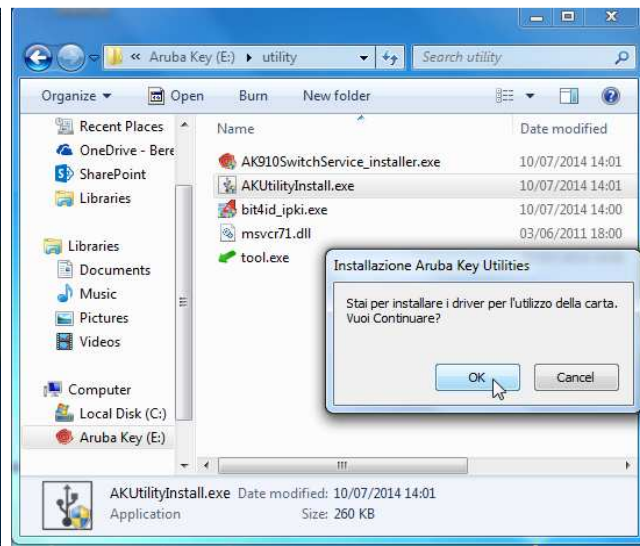 « Aruba Key (E:) ▸ utility
Search utility
Organize Open Burn New folder
Recent Places
OneDrive - Bere
SharePoint
Libraries
Libraries
Documents
Music
Pictures
Videos
Computer
Local Disk (C:)
Aruba Key (E:)
Name Date modified
AK910SwitchService_installer.exe 10/07/2014 14:01
AKUtilityInstall.exe 10/07/2014 14:01
bit4id_ipki.exe 10/07/2014 14:00
msvcr71.dll 03/06/2011 18:00
tool.exe
Installazione Aruba Key Utilities
Stai per installare i driver per l'utilizzo della carta.
Vuoi Continuare?
OK Cancel
AKUtilityInstall.exe Date modified: 10/07/2014 14:01
Application Size: 260 KB